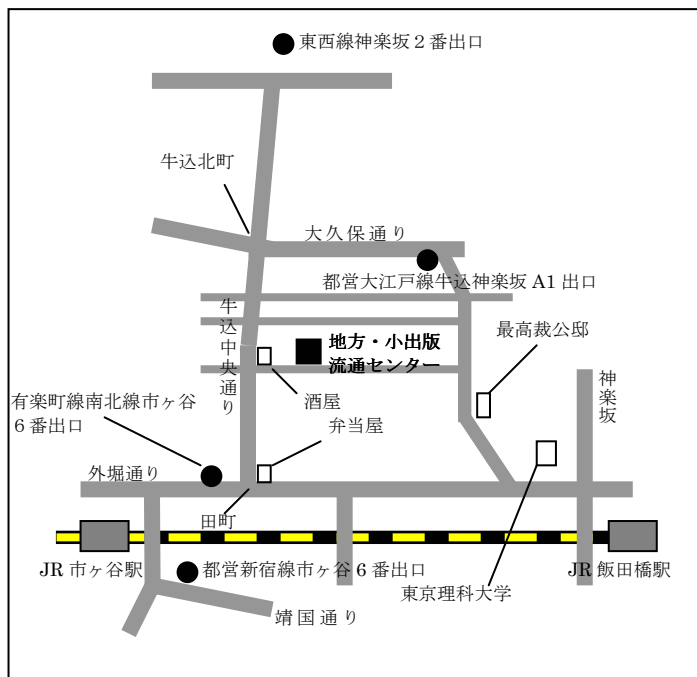 東西線神楽坂２番出口
牛込北町
大久保通り
都営大江戸線牛込神楽坂 A1 出口
牛込中央通り
地方・小出版
流通センター
最高裁公邸
神楽坂
酒屋
有楽町線南北線市ヶ谷
６番出口
弁当屋
外堀通り
田町
JR 市ヶ谷駅
都営新宿線市ヶ谷６番出口
JR 飯田橋駅
東京理科大学
靖国通り